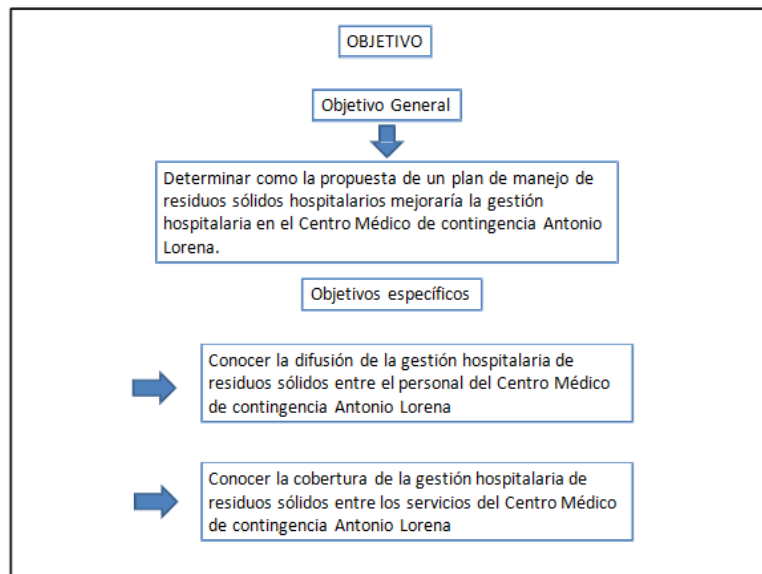 OBJETIVO
Objetivo General
Determinar como la propuesta de un plan de manejo de
residuos sólidos hospitalarios mejoraría la gestión
hospitalaria en el Centro Médico de contingencia Antonio
Lorena.
Objetivos específicos
Conocer la difusión de la gestión hospitalaria de
residuos sólidos entre el personal del Centro Médico
de contingencia Antonio Lorena
Conocer la cobertura de la gestión hospitalaria de
residuos sólidos entre los servicios del Centro Médico
de contingencia Antonio Lorena